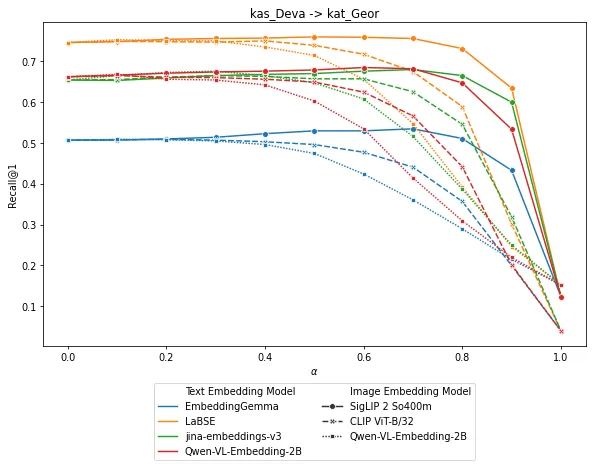 kas_Deva -> kat_Geor
Recall@1
0.7
0.6
0.5
0.4
0.3
0.2
0.1
0.0 0.2 0.4 0.6 0.8 1.0
α
Text Embedding Model Image Embedding Model
EmbeddingGemma SigLIP 2 So400m
LaBSE CLIP ViT-B/32
jina-embeddings-v3 Qwen-VL-Embedding-2B
Qwen-VL-Embedding-2B